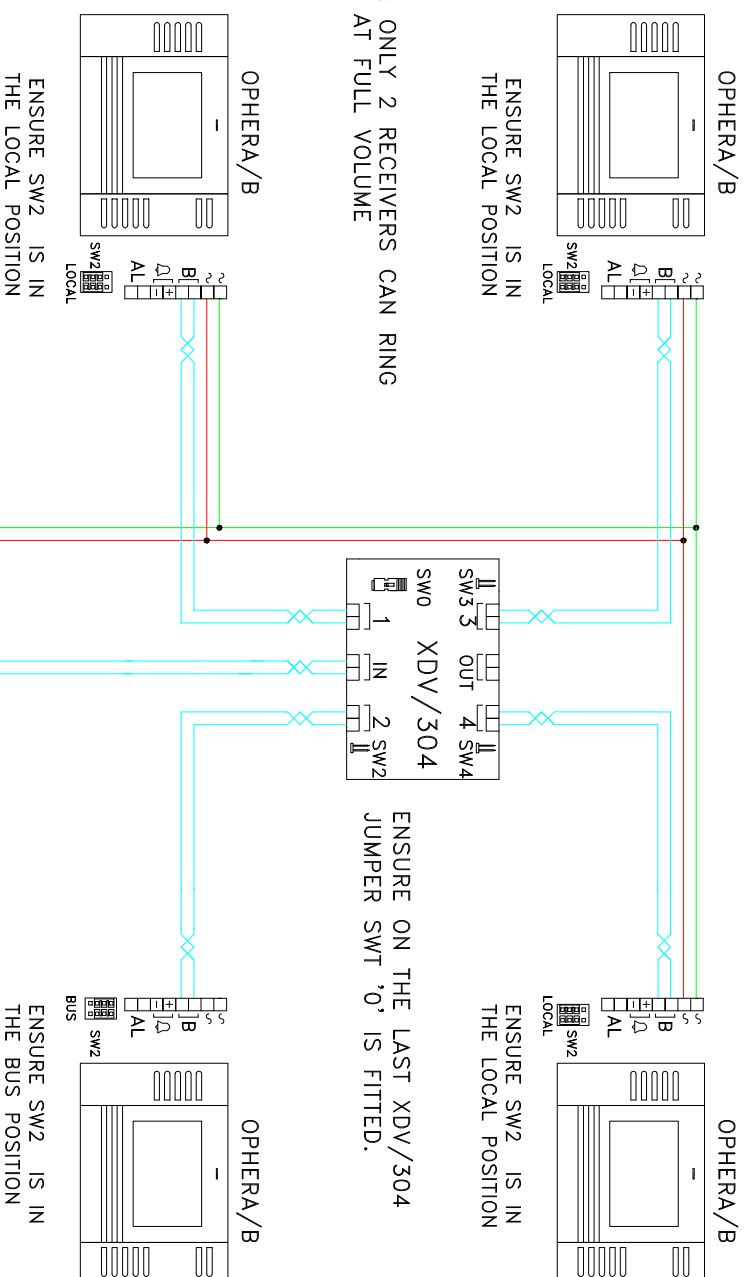 OPHERA/B
~
~
B
+
−
AL
SW2
LOCAL
ENSURE SW2 IS IN
THE LOCAL POSITION
OPHERA/B
~
~
B
+
−
AL
SW2
LOCAL
ENSURE SW2 IS IN
THE LOCAL POSITION
SW3 3 OUT 4 SW4
XDV/304
SW0
1 IN 2 SW2
ONLY 2 RECEIVERS CAN RING
AT FULL VOLUME
ENSURE ON THE LAST XDV/304
JUMPER SWT '0' IS FITTED.
OPHERA/B
~
~
B
+
−
AL
SW2
LOCAL
ENSURE SW2 IS IN
THE LOCAL POSITION
OPHERA/B
~
~
B
+
−
AL
SW2
BUS
ENSURE SW2 IS IN
THE BUS POSITION